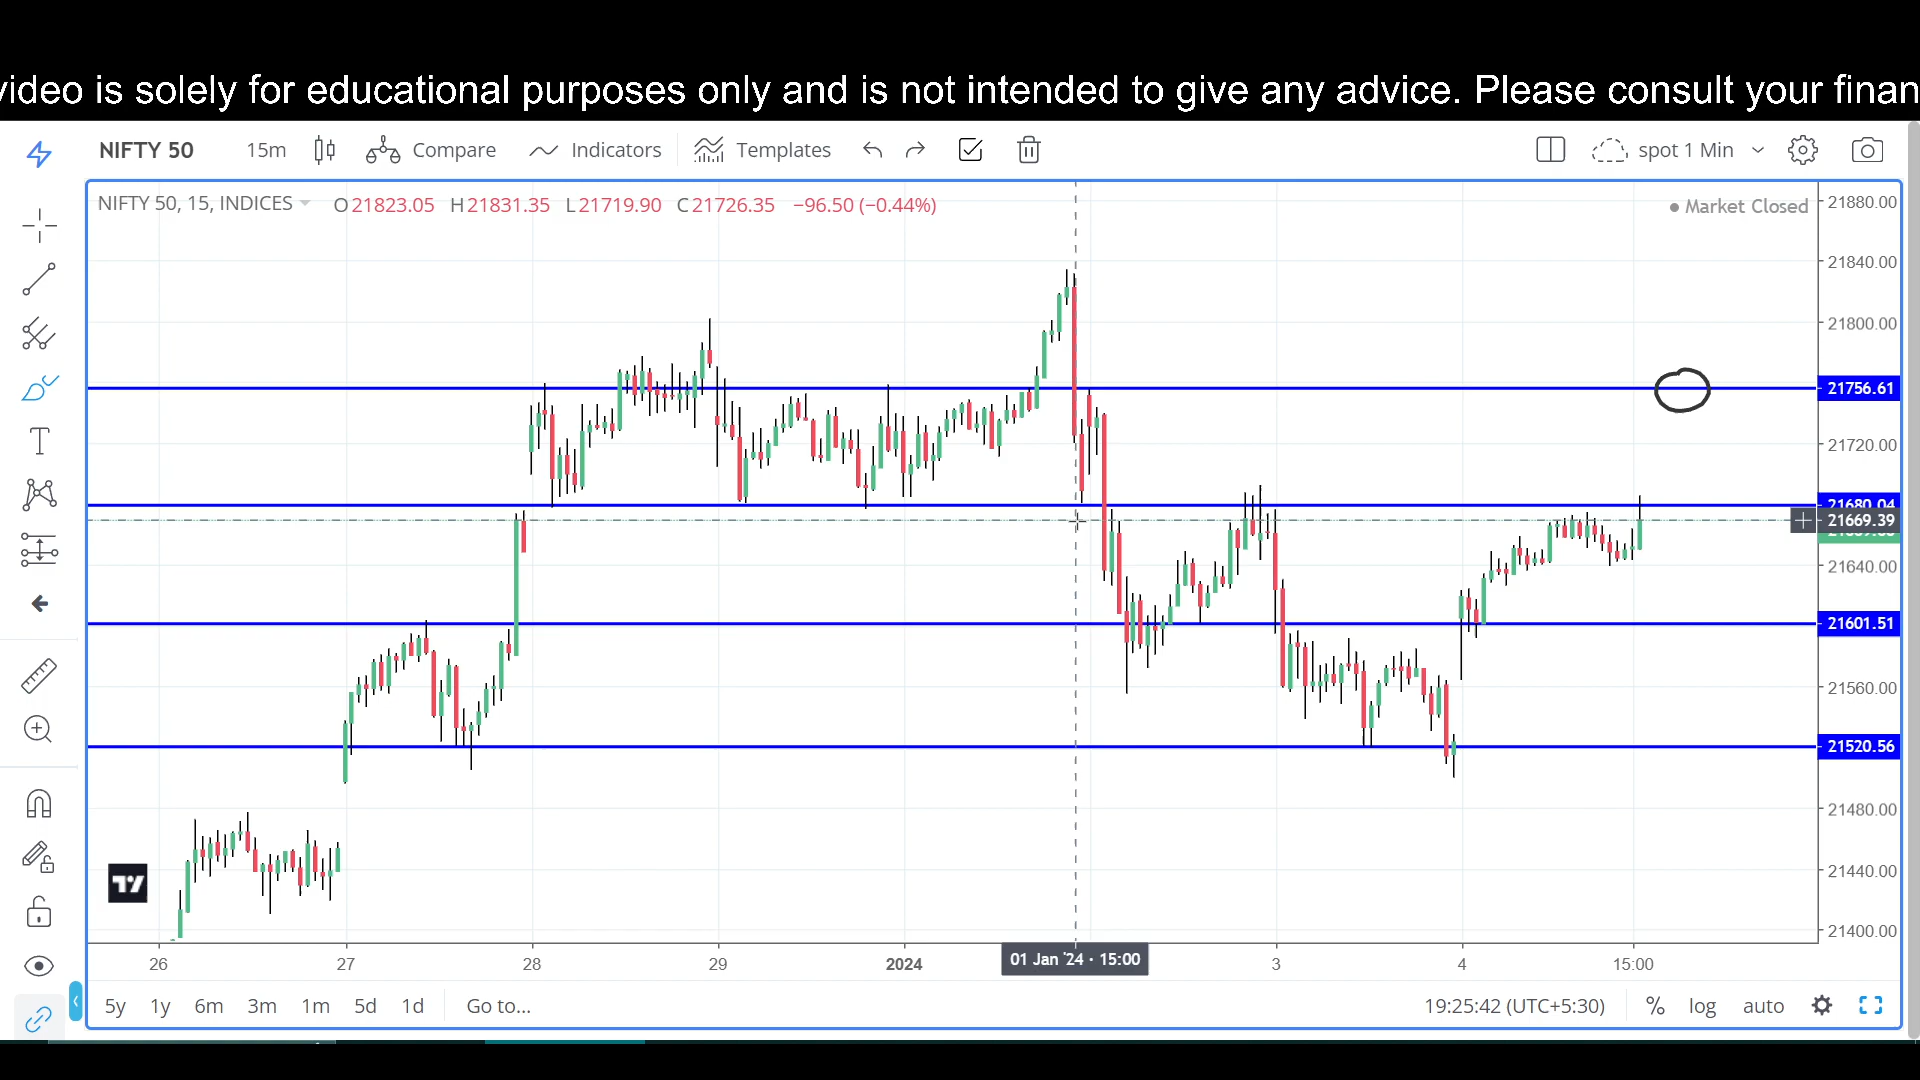 video is solely for educational purposes only and is not intended to give any advice. Please consult your finan
NIFTY 50 15m Compare Indicators Templates spot 1 Min
NIFTY 50, 15, INDICES O21823.05 H21831.35 L21719.90 C21726.35 −96.50 (−0.44%)
Market Closed
21880.00
21840.00
21800.00
21756.61
21720.00
21680.04
21669.39
21640.00
21601.51
21560.00
21520.56
21480.00
21440.00
21400.00
26 27 28 29 2024 01 Jan '24 · 15:00 3 4 15:00
5y 1y 6m 3m 1m 5d 1d Go to... 19:25:42 (UTC+5:30) % log auto